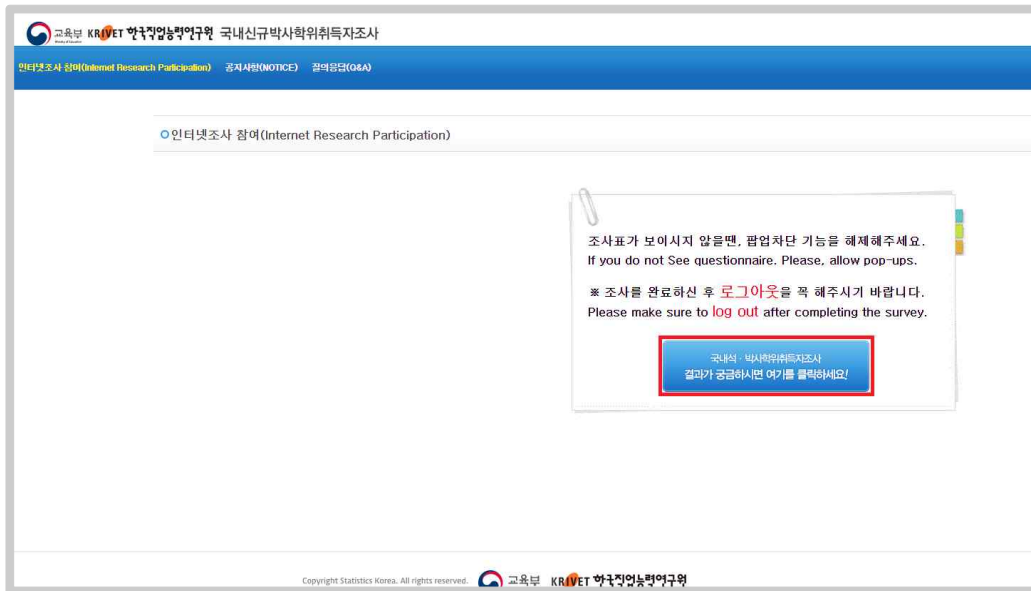 교육부 KRIVET 한국직업능력연구원 국내신규박사학위취득자조사
Ministry of Education
인터넷조사 참여(Internet Research Participation) 공지사항(NOTICE) 질의응답(Q&A)
인터넷조사 참여(Internet Research Participation)
조사표가 보이시지 않을땐, 팝업차단 기능을 해제해주세요.
If you do not See questionnaire. Please, allow pop-ups.
※ 조사를 완료하신 후 로그아웃을 꼭 해주시기 바랍니다.
Please make sure to log out after completing the survey.
국내석·박사학위취득자조사
결과가 궁금하시면 여기를 클릭하세요!
Copyright Statistics Korea. All rights reserved. 교육부 KRIVET 한국직업능력연구원